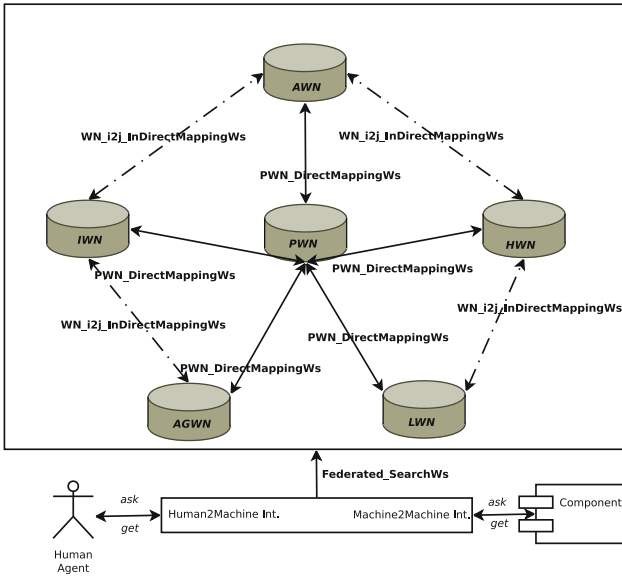 AWN
WN_i2j_InDirectMappingWs
WN_i2j_InDirectMappingWs
PWN_DirectMappingWs
IWN
PWN
HWN
PWN_DirectMappingWs
PWN_DirectMappingWs
WN_i2j_InDirectMappingWs
WN_i2j_InDirectMappingWs
PWN_DirectMappingWs
PWN_DirectMappingWs
AGWN
LWN
Federated_SearchWs
ask
get
Human2Machine Int.
Machine2Machine Int.
ask
get
Component
Human
Agent